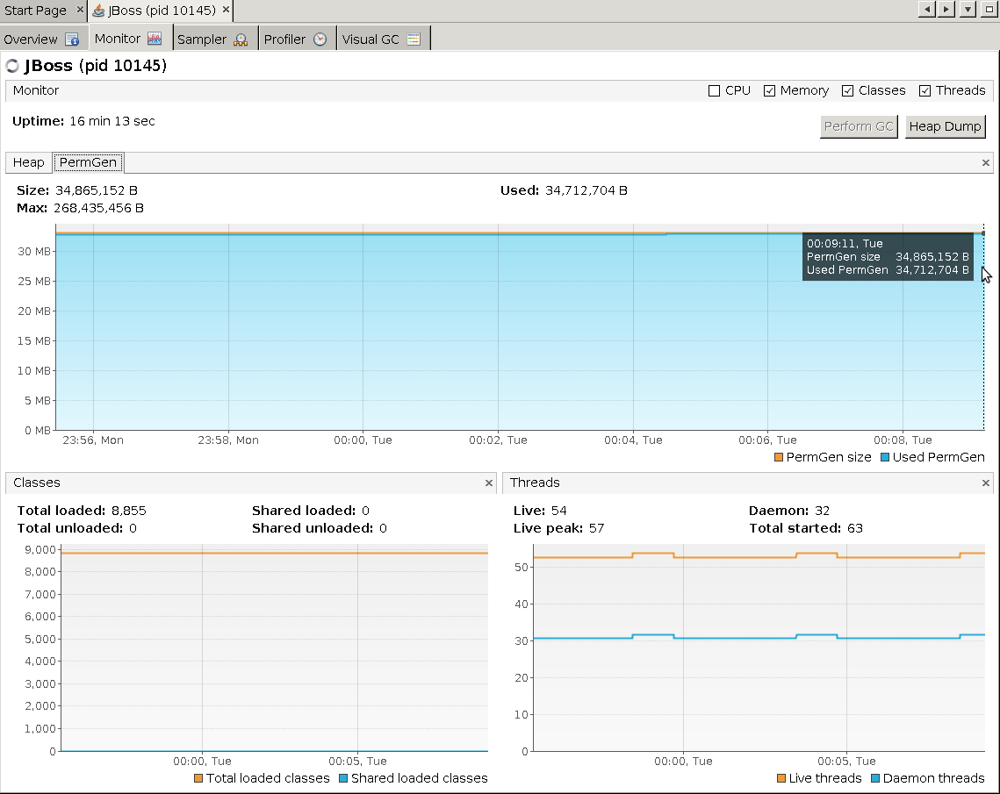 Start Page JBoss (pid 10145)
Overview Monitor Sampler Profiler Visual GC
JBoss (pid 10145)
Monitor CPU Memory Classes Threads
Uptime: 16 min 13 sec
Perform GC Heap Dump
Heap PermGen
Size: 34,865,152 B Used: 34,712,704 B
Max: 268,435,456 B
00:09:11, Tue
PermGen size 34,865,152 B
Used PermGen 34,712,704 B
30 MB
25 MB
20 MB
15 MB
10 MB
5 MB
0 MB
23:56, Mon 23:58, Mon 00:00, Tue 00:02, Tue 00:04, Tue 00:06, Tue 00:08, Tue
PermGen size Used PermGen
Classes
Total loaded: 8,855 Shared loaded: 0
Total unloaded: 0 Shared unloaded: 0
9,000
8,000
7,000
6,000
5,000
4,000
3,000
2,000
1,000
0
00:00, Tue 00:05, Tue
Total loaded classes Shared loaded classes
Threads
Live: 54 Daemon: 32
Live peak: 57 Total started: 63
50
40
30
20
10
0
00:00, Tue 00:05, Tue
Live threads Daemon threads